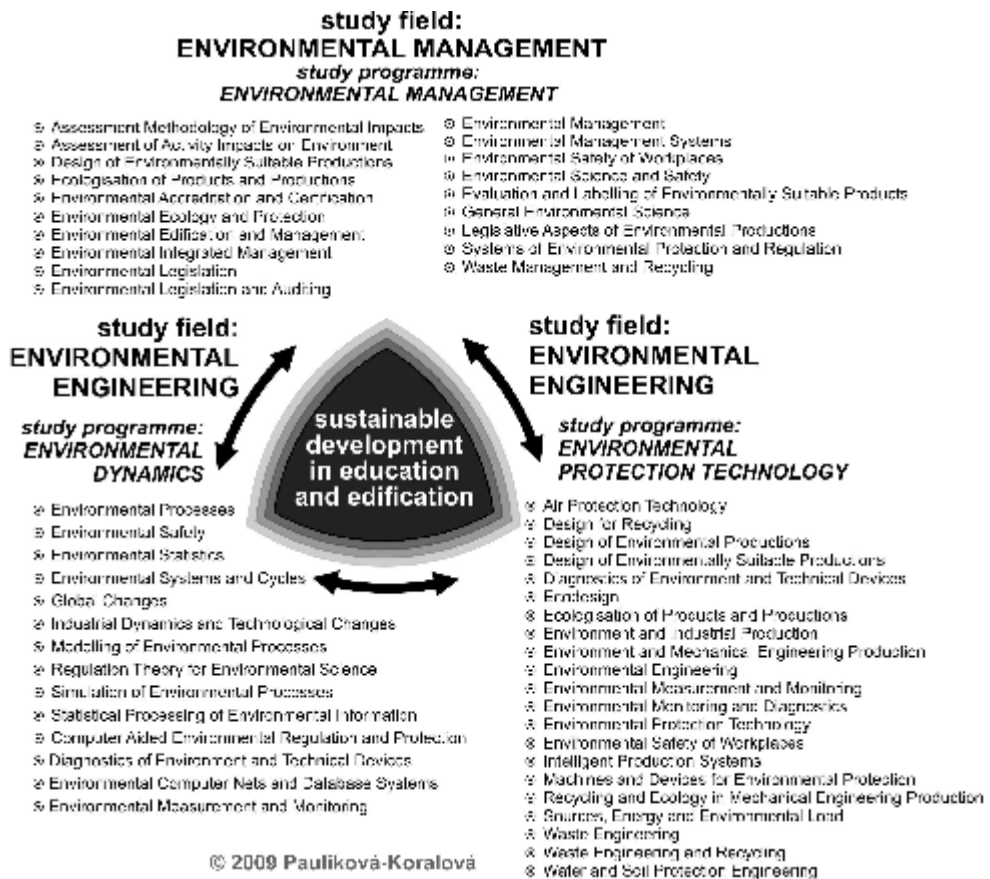 study field:
ENVIRONMENTAL MANAGEMENT
study programme:
ENVIRONMENTAL MANAGEMENT
Assessment Methodology of Environmental Impacts
Assessment of Activity Impacts on Environment
Design of Environmentally Suitable Productions
Ecologisation of Products and Productions
Environmental Accreditation and Certification
Environmental Ecology and Protection
Environmental Edification and Management
Environmental Integrated Management
Environmental Legislation
Environmental Legislation and Auditing
Environmental Management
Environmental Management Systems
Environmental Safety of Workplaces
Environmental Science and Safety
Evaluation and Labelling of Environmentally Suitable Products
General Environmental Science
Legislative Aspects of Environmental Productions
Systems of Environmental Protection and Regulation
Waste Management and Recycling
study field:
ENVIRONMENTAL
ENGINEERING
study programme:
ENVIRONMENTAL
DYNAMICS
Environmental Processes
Environmental Safety
Environmental Statistics
Environmental Systems and Cycles
Global Changes
Industrial Dynamics and Technological Changes
Modelling of Environmental Processes
Regulation Theory for Environmental Science
Simulation of Environmental Processes
Statistical Processing of Environmental Information
Computer Aided Environmental Regulation and Protection
Diagnostics of Environment and Technical Devices
Environmental Computer Nets and Database Systems
Environmental Measurement and Monitoring
sustainable
development
in education
and edification
study field:
ENVIRONMENTAL
ENGINEERING
study programme:
ENVIRONMENTAL
PROTECTION TECHNOLOGY
Air Protection Technology
Design for Recycling
Design of Environmental Productions
Design of Environmentally Suitable Productions
Diagnostics of Environment and Technical Devices
Ecodesign
Ecologisation of Products and Productions
Environment and Industrial Production
Environment and Mechanical Engineering Production
Environmental Engineering
Environmental Measurement and Monitoring
Environmental Monitoring and Diagnostics
Environmental Protection Technology
Environmental Safety of Workplaces
Intelligent Production Systems
Machines and Devices for Environmental Protection
Recycling and Ecology in Mechanical Engineering Production
Sources, Energy and Environmental Load
Waste Engineering
Waste Engineering and Recycling
Water and Soil Protection Engineering
© 2009 Pauliková-Koralová